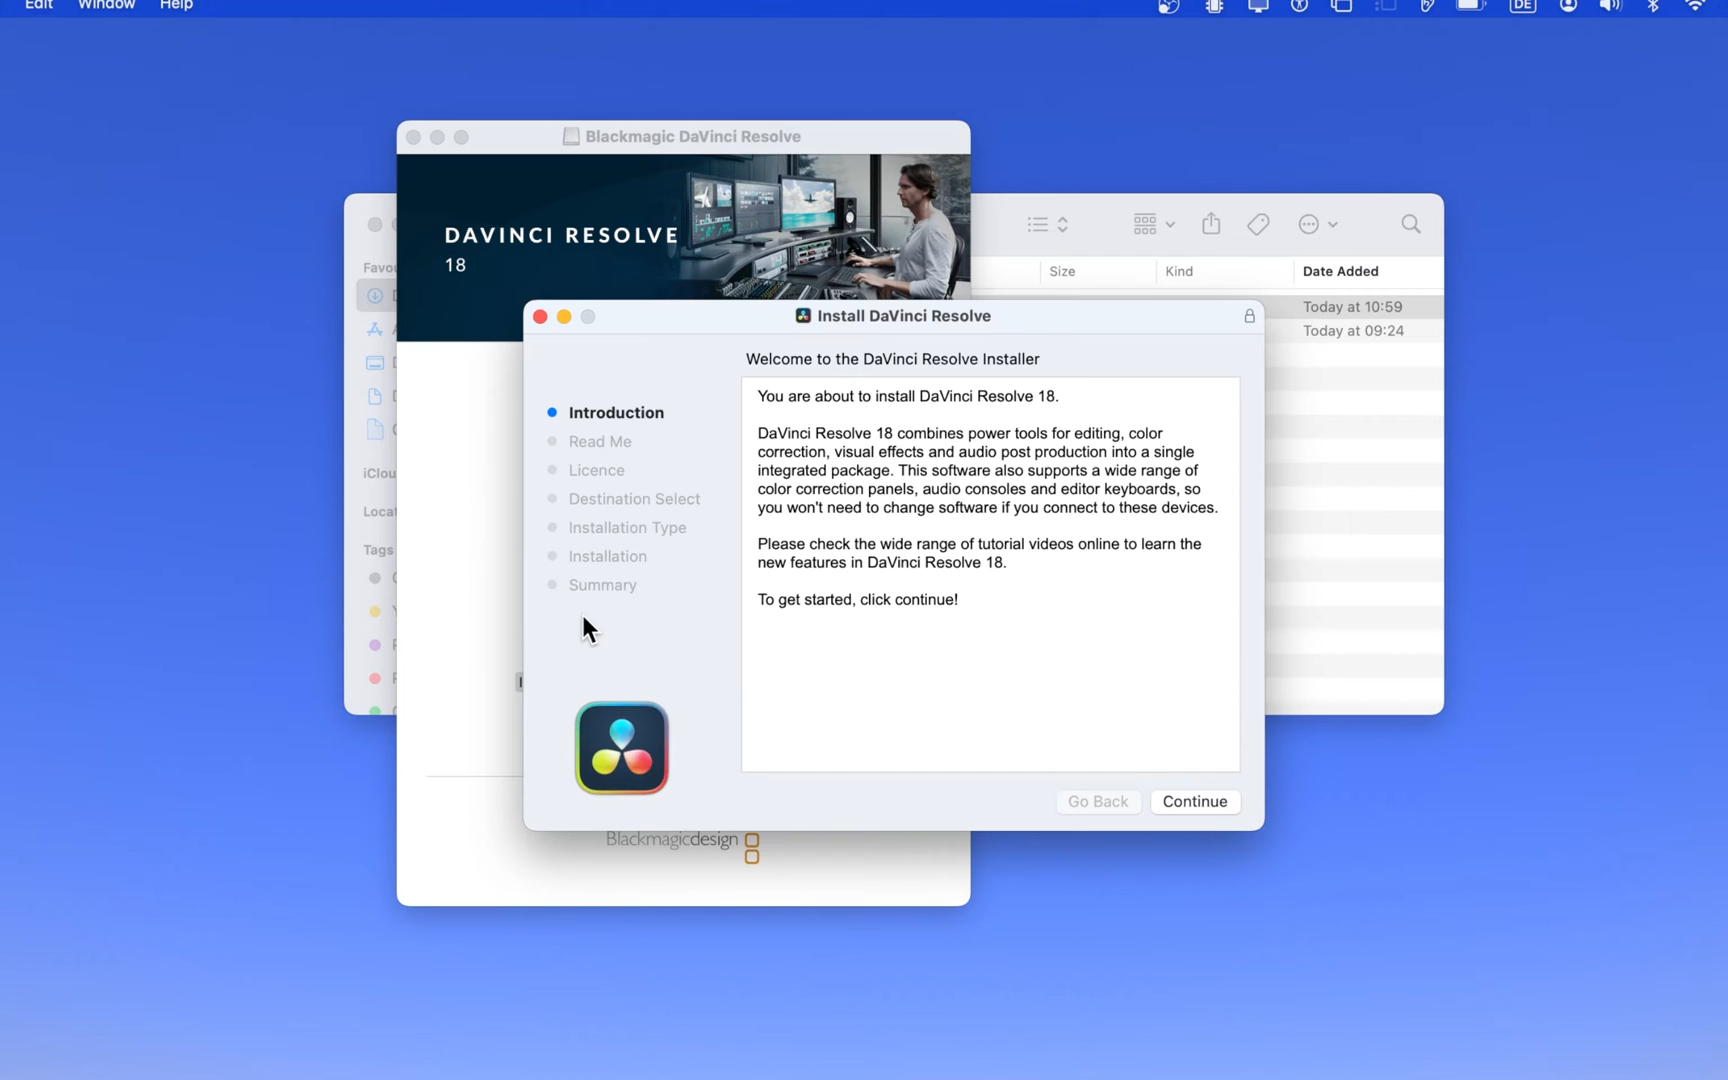 Edit Window Help
DE
Blackmagic DaVinci Resolve
DAVINCI RESOLVE
18
Size Kind Date Added
Today at 10:59
Today at 09:24
Install DaVinci Resolve
Welcome to the DaVinci Resolve Installer
Introduction
Read Me
Licence
Destination Select
Installation Type
Installation
Summary
You are about to install DaVinci Resolve 18.
DaVinci Resolve 18 combines power tools for editing, color
correction, visual effects and audio post production into a single
integrated package. This software also supports a wide range of
color correction panels, audio consoles and editor keyboards, so
you won't need to change software if you connect to these devices.
Please check the wide range of tutorial videos online to learn the
new features in DaVinci Resolve 18.
To get started, click continue!
Go Back Continue
Locat
Tags
Blackmagicdesign